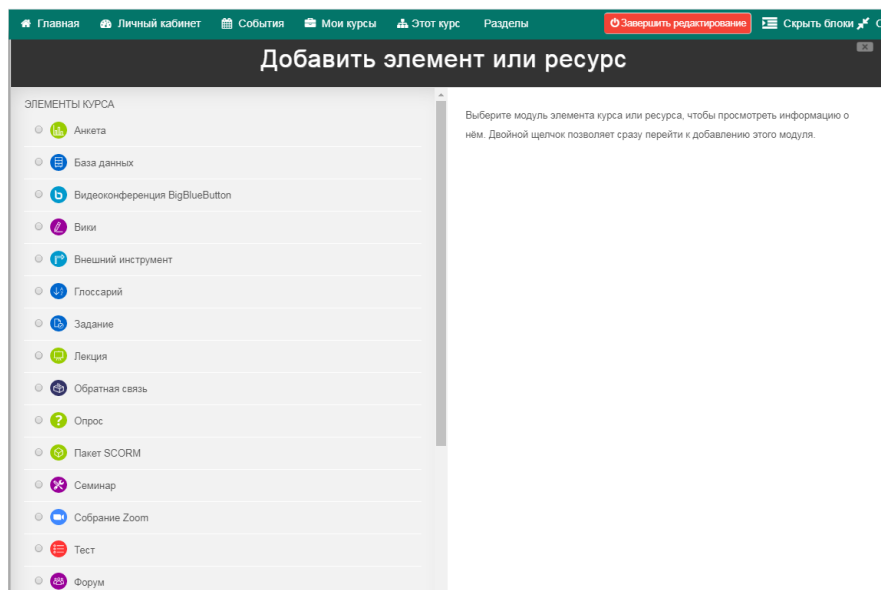 Главная Личный кабинет События Мои курсы Этот курс Разделы Завершить редактирование Скрыть блоки
Добавить элемент или ресурс
ЭЛЕМЕНТЫ КУРСА
Анкета
База данных
Видеоконференция BigBlueButton
Вики
Внешний инструмент
Глоссарий
Задание
Лекция
Обратная связь
Опрос
Пакет SCORM
Семинар
Собрание Zoom
Тест
Форум
Выберите модуль элемента курса или ресурса, чтобы просмотреть информацию о
нём. Двойной щелчок позволяет сразу перейти к добавлению этого модуля.